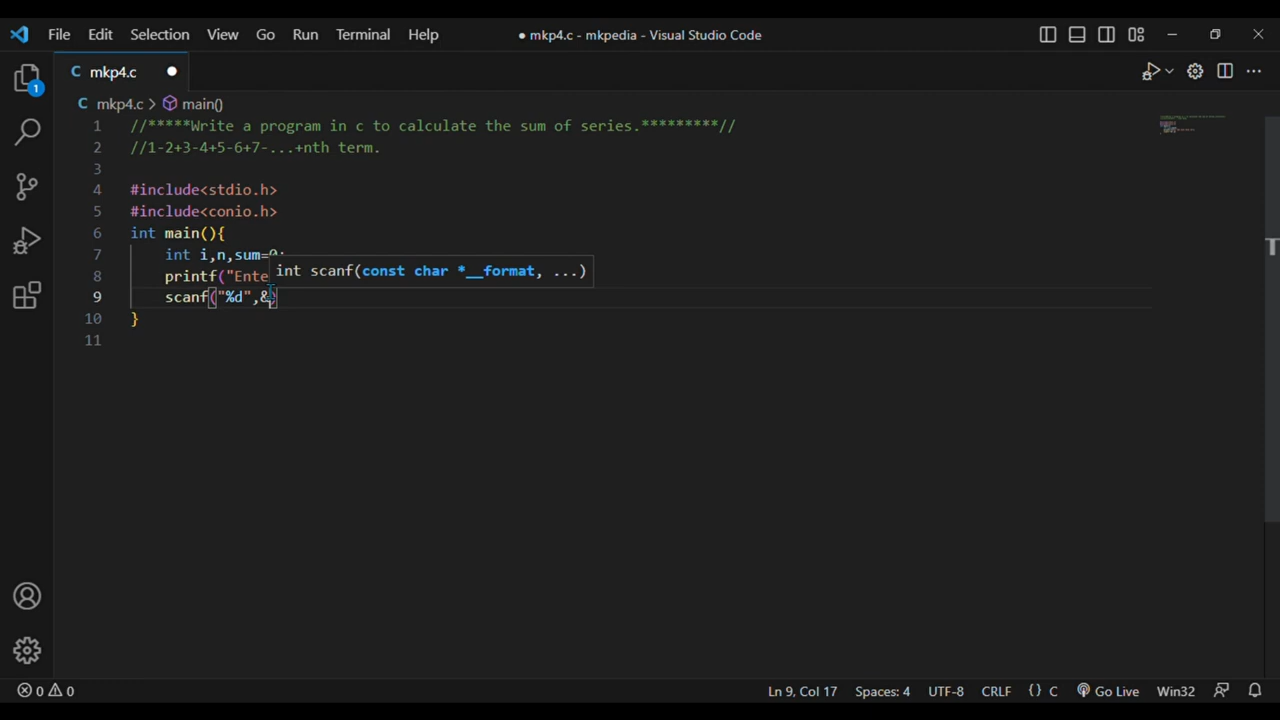 File Edit Selection View Go Run Terminal Help ● mkp4.c - mkpedia - Visual Studio Code
C mkp4.c ●
C mkp4.c > main()
1 //*****Write a program in c to calculate the sum of series.*********//
2 //1-2+3-4+5-6+7-...+nth term.
3
4 #include<stdio.h>
5 #include<conio.h>
6 int main(){
7 int i,n,sum=0;
8 printf("Ente
int scanf(const char *__format, ...)
9 scanf("%d",&)
10 }
11
1
0 0 Ln 9, Col 17 Spaces: 4 UTF-8 CRLF {} C Go Live Win32